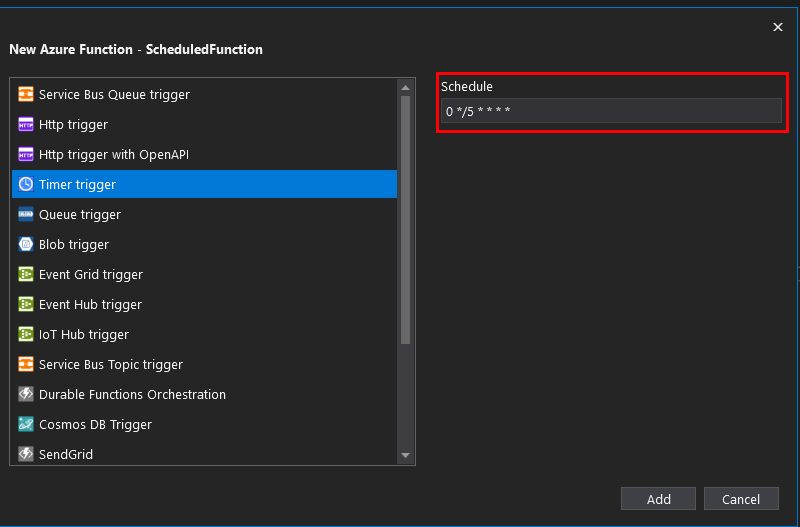 New Azure Function - ScheduledFunction
Service Bus Queue trigger
HTTP Http trigger
HTTP Http trigger with OpenAPI
Timer trigger
Queue trigger
Blob trigger
Event Grid trigger
Event Hub trigger
IoT Hub trigger
Service Bus Topic trigger
Durable Functions Orchestration
Cosmos DB Trigger
SendGrid
Schedule
0 */5 * * * *
Add
Cancel